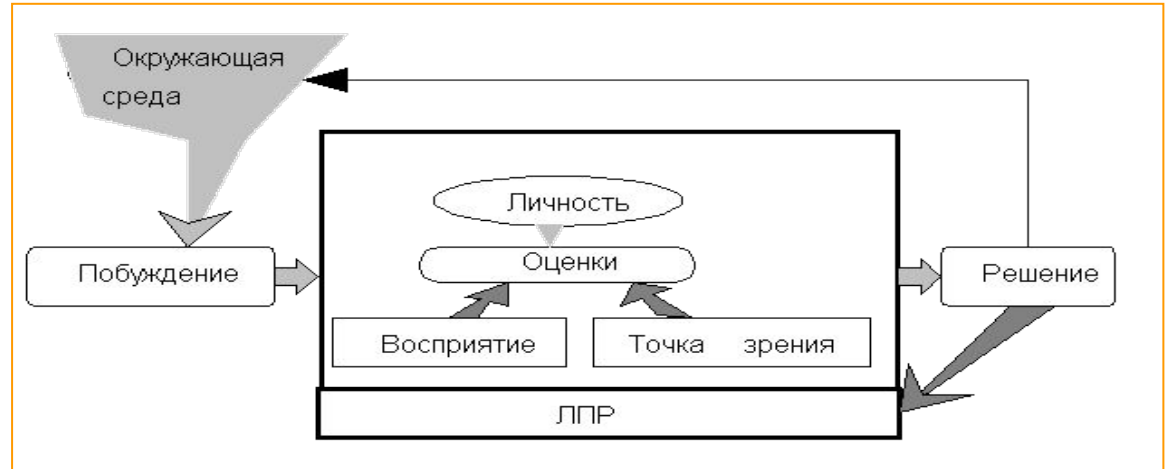 Окружающая
среда
Личность
Побуждение
Оценки
Решение
Восприятие
Точка зрения
ЛПР